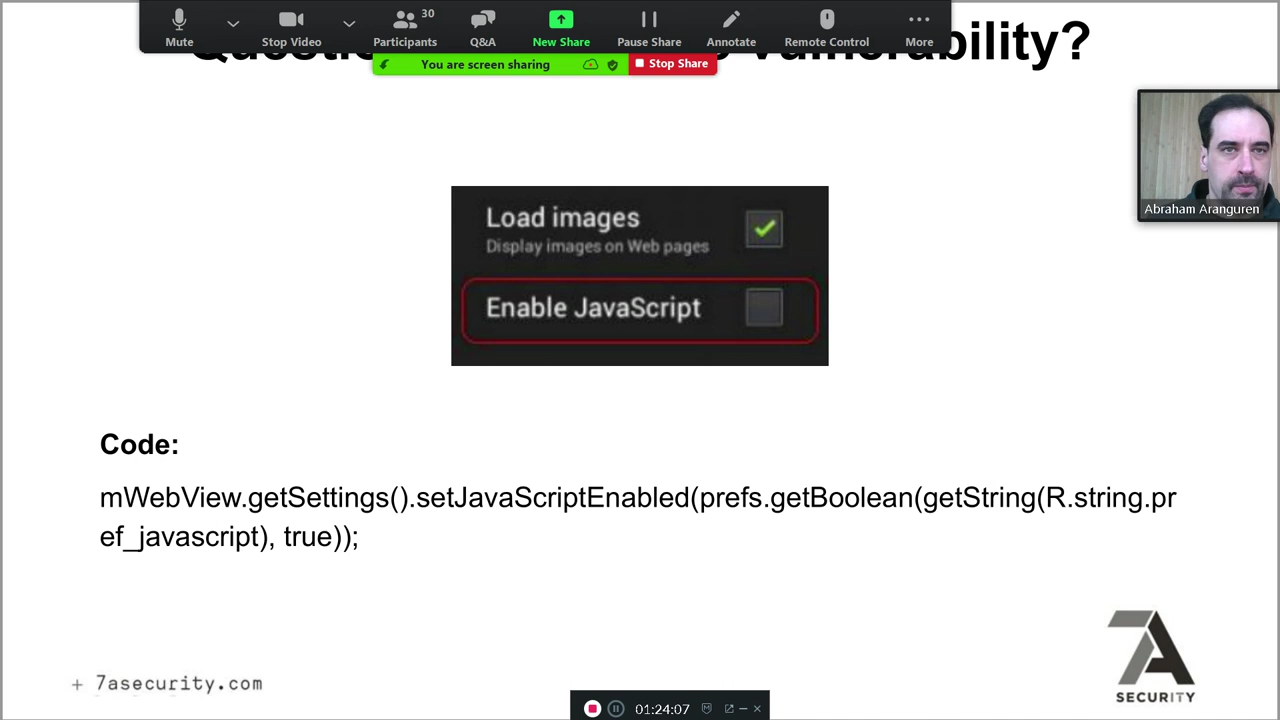 30
Mute
Stop Video
Participants
Q&A
New Share
Pause Share
Annotate
Remote Control
More
vulnerability?
You are screen sharing
Stop Share
Abraham Aranguren
Load images
Display images on Web pages
Enable JavaScript
Code:
mWebView.getSettings().setJavaScriptEnabled(prefs.getBoolean(getString(R.string.pr
ef_javascript), true));
+ 7asecurity.com
7A
SECURITY
01:24:07